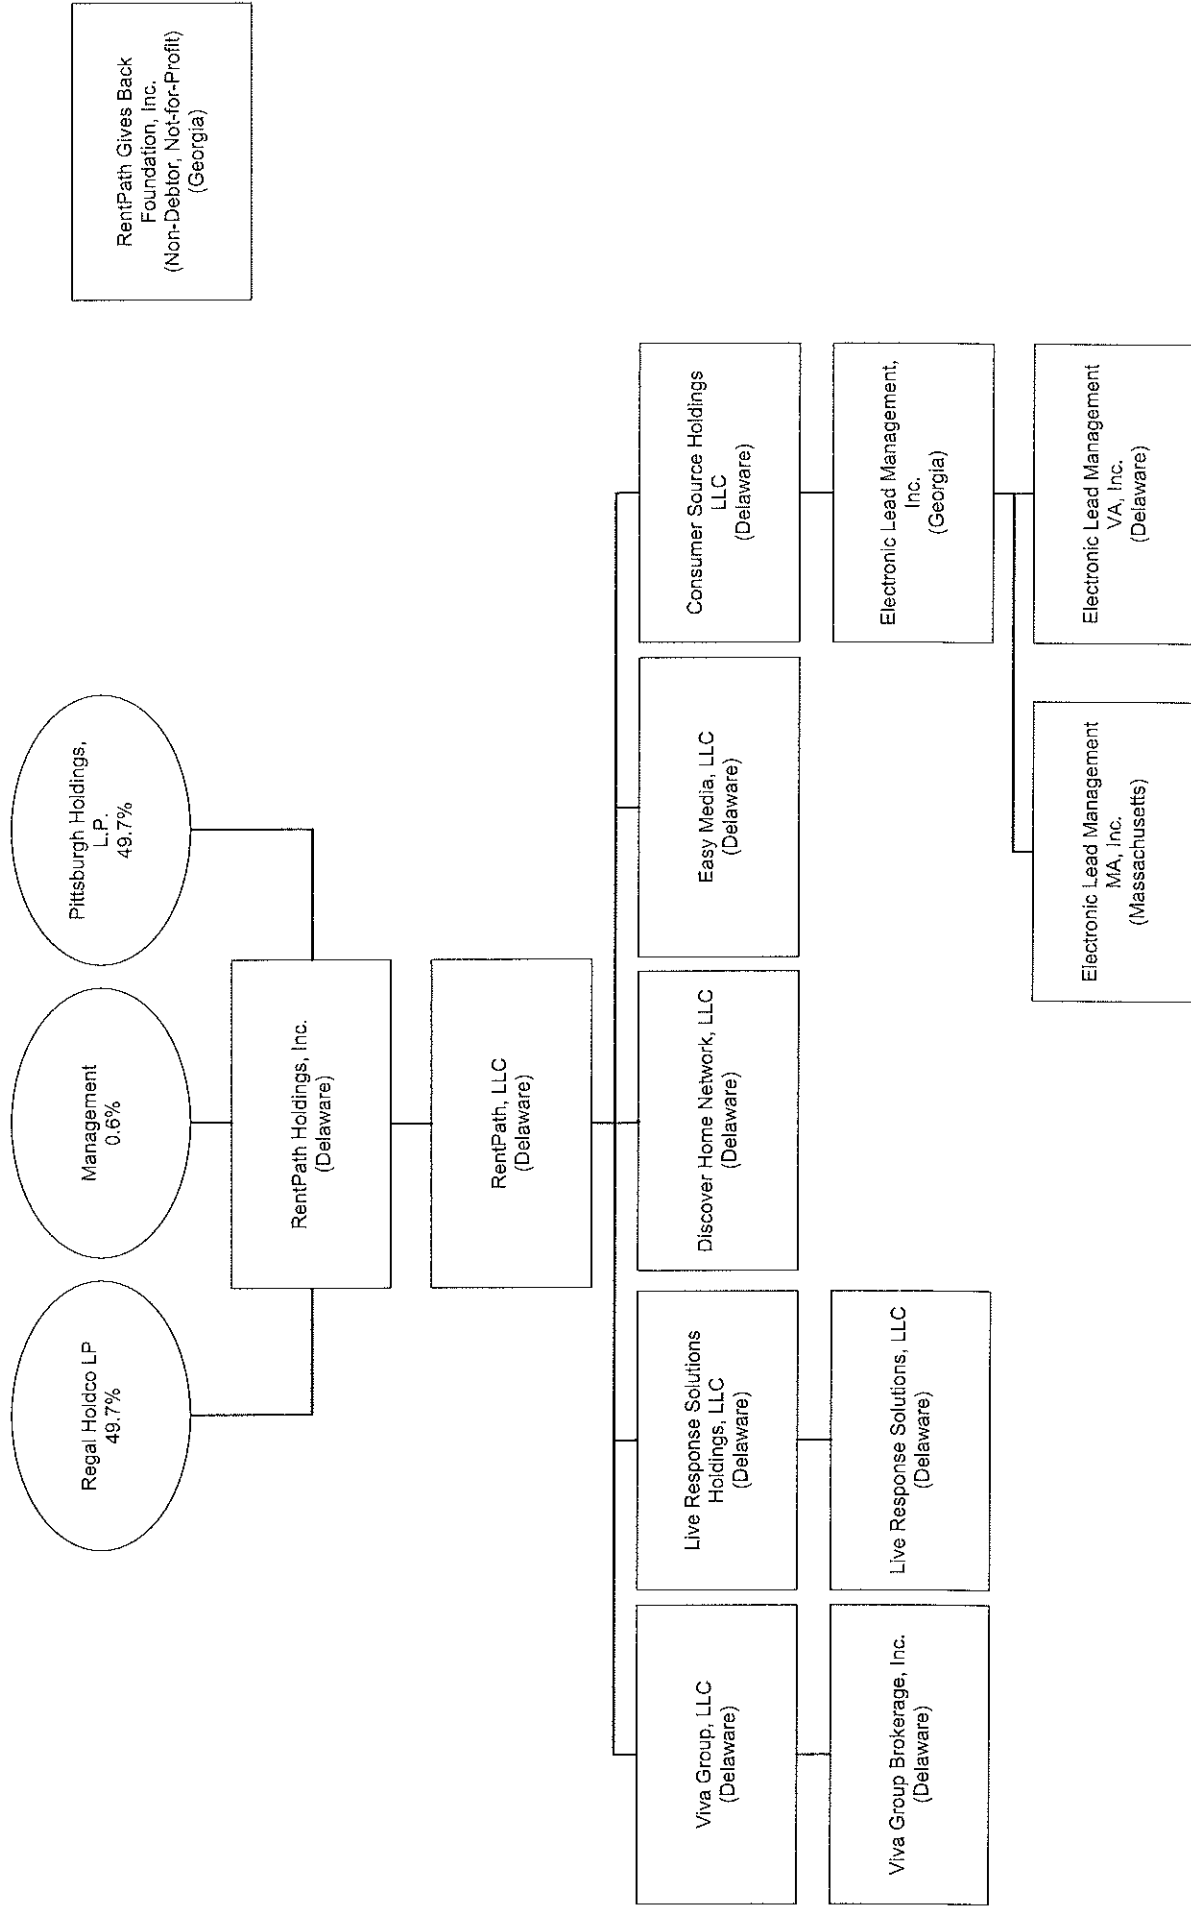 Regal Holdco LP
49.7%
Management
0.6%
Pittsburgh Holdings,
L.P.
49.7%
RentPath Gives Back
Foundation, Inc.
(Non-Debtor, Not-for-Profit)
(Georgia)
RentPath Holdings, Inc.
(Delaware)
RentPath, LLC
(Delaware)
Viva Group, LLC
(Delaware)
Live Response Solutions
Holdings, LLC
(Delaware)
Discover Home Network, LLC
(Delaware)
Easy Media, LLC
(Delaware)
Consumer Source Holdings
LLC
(Delaware)
Viva Group Brokerage, Inc.
(Delaware)
Live Response Solutions, LLC
(Delaware)
Electronic Lead Management,
Inc.
(Georgia)
Electronic Lead Management
MA, Inc.
(Massachusetts)
Electronic Lead Management
VA, Inc.
(Delaware)